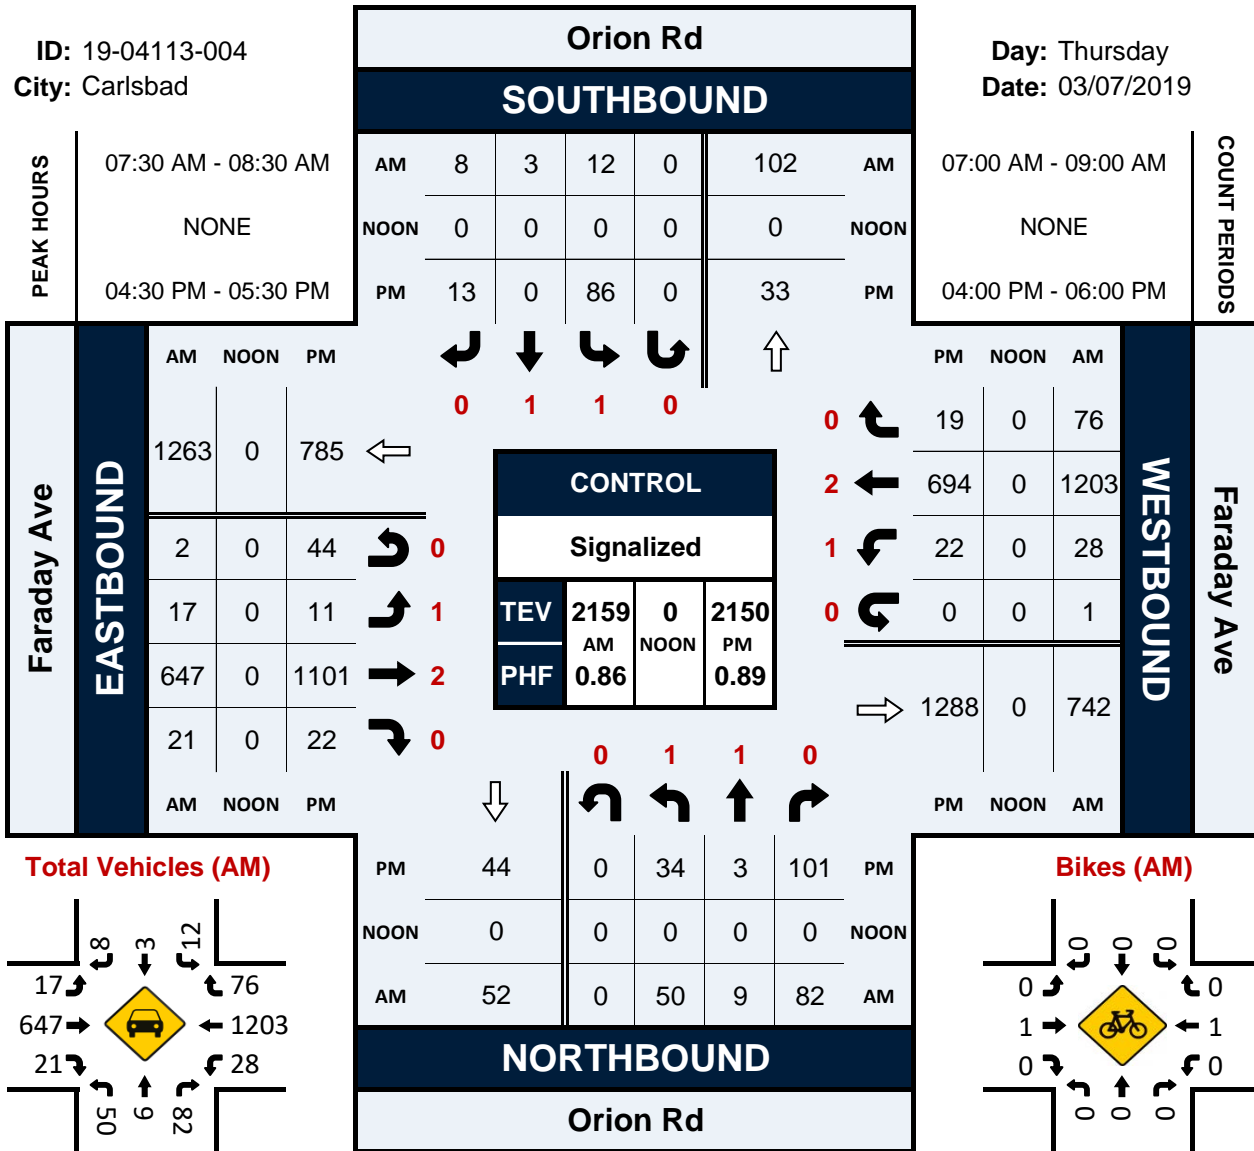 Orion Rd
ID: 19-04113-004
Day: Thursday
City: Carlsbad
Date: 03/07/2019
SOUTHBOUND
PEAK HOURS
07:30 AM - 08:30 AM
NONE
04:30 PM - 05:30 PM
AM 8 3 12 0 102 AM
NOON 0 0 0 0 0 NOON
PM 13 0 86 0 33 PM
07:00 AM - 09:00 AM
NONE
04:00 PM - 06:00 PM
COUNT PERIODS
0 1 1 0
Faraday Ave
EASTBOUND
AM NOON PM
1263 0 785
2 0 44 0
17 0 11 1
647 0 1101 2
21 0 22 0
AM NOON PM
CONTROL
Signalized
TEV 2159 0 2150
AM NOON PM
PHF 0.86 0.89
PM NOON AM
0 19 0 76
2 694 0 1203
1 22 0 28
0 0 0 1
1288 0 742
PM NOON AM
WESTBOUND
Faraday Ave
0 1 1 0
PM 44 0 34 3 101 PM
NOON 0 0 0 0 0 NOON
AM 52 0 50 9 82 AM
NORTHBOUND
Orion Rd
Total Vehicles (AM)
8 3 12
17 76
647 1203
21 28
50 9 82
Bikes (AM)
0 0 0
0 0
1 1
0 0
0 0 0